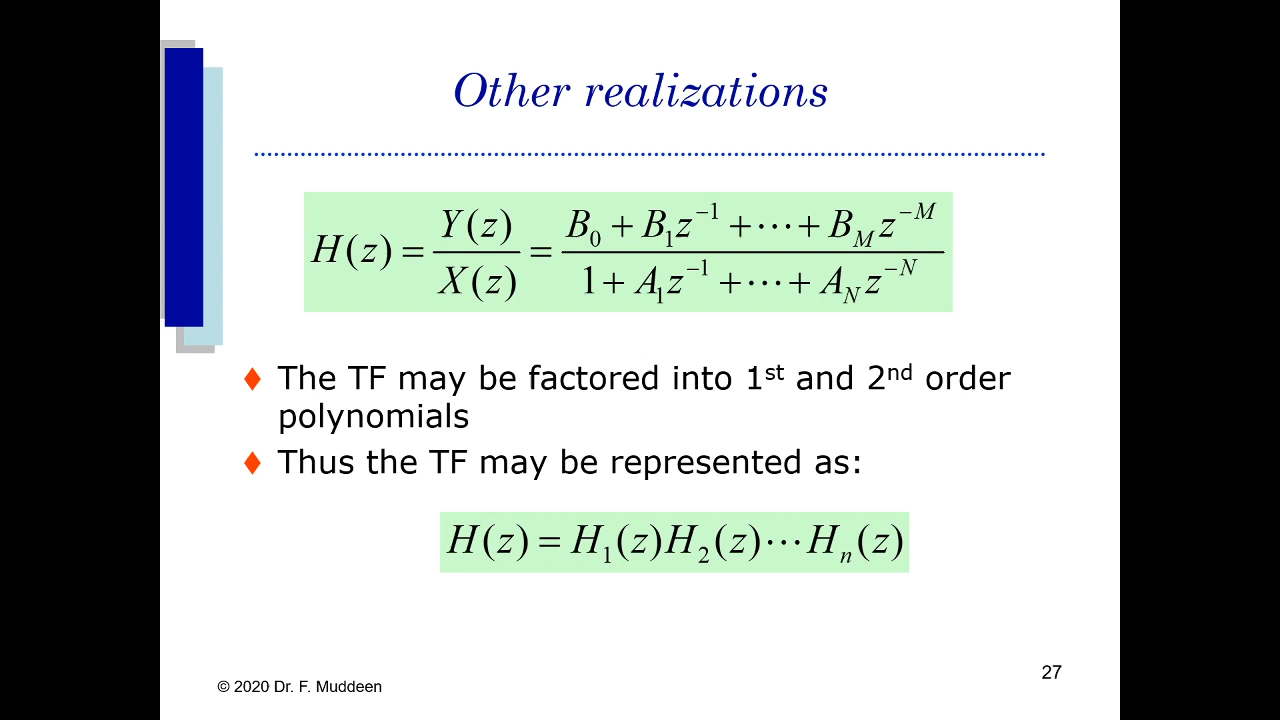 Other realizations
H(z) = Y(z)/X(z) = (B₀ + B₁z⁻¹ + ⋯ + B_M z^−M)/(1 + A₁z⁻¹ + ⋯ + A_N z^−N)
♦ The TF may be factored into 1st and 2nd order
polynomials
♦ Thus the TF may be represented as:
H(z) = H₁(z)H₂(z)⋯Hₙ(z)
27
© 2020 Dr. F. Muddeen